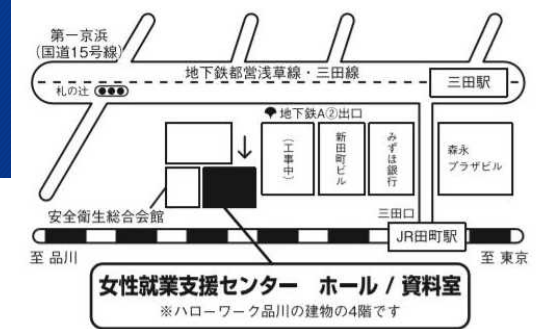 第一京浜
(国道15号線)
地下鉄都営浅草線・三田線
三田駅
札の辻
地下鉄A②出口
(工事中)
新田町ビル
みずほ銀行
森永
プラザビル
安全衛生総合会館
三田口
JR田町駅
至 品川
至 東京
女性就業支援センター ホール / 資料室
※ハローワーク品川の建物の4階です